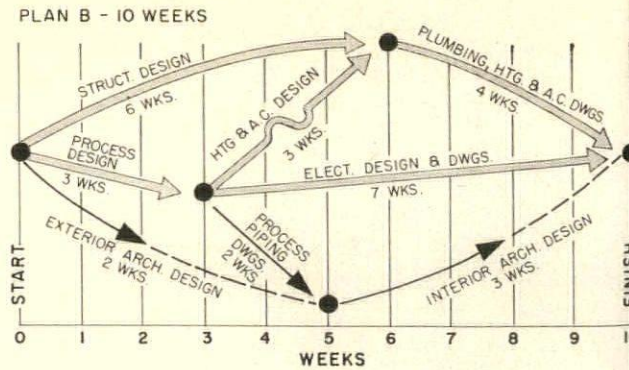 PLAN B - 10 WEEKS
STRUCT. DESIGN
6 WKS.
PLUMBING, HTG & A.C. DWGS.
4 WKS.
HTG & A.C. DESIGN
3 WKS.
PROCESS
DESIGN
3 WKS.
ELECT. DESIGN & DWGS.
7 WKS.
EXTERIOR ARCH. DESIGN
2 WKS.
PROCESS
PIPING
DWGS.
2 WKS.
INTERIOR ARCH. DESIGN
3 WKS.
START
FINISH
0 1 2 3 4 5 6 7 8 9 1
WEEKS